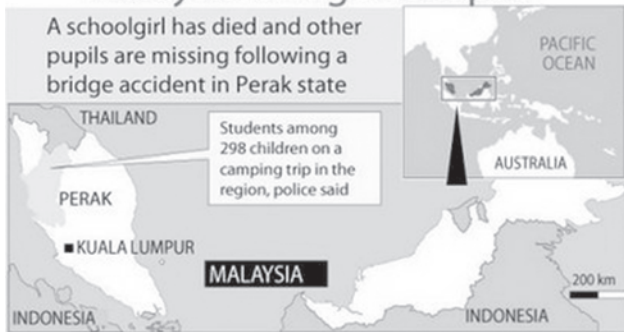 A schoolgirl has died and other
pupils are missing following a
bridge accident in Perak state
PACIFIC
OCEAN
AUSTRALIA
THAILAND
Students among
298 children on a
camping trip in the
region, police said
PERAK
KUALA LUMPUR
MALAYSIA
200 km
INDONESIA
INDONESIA